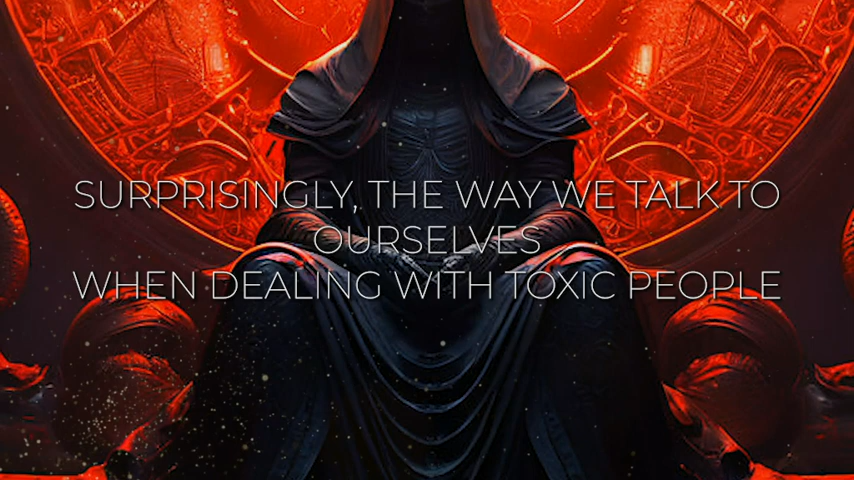 SURPRISINGLY, THE WAY WE TALK TO
OURSELVES
WHEN DEALING WITH TOXIC PEOPLE